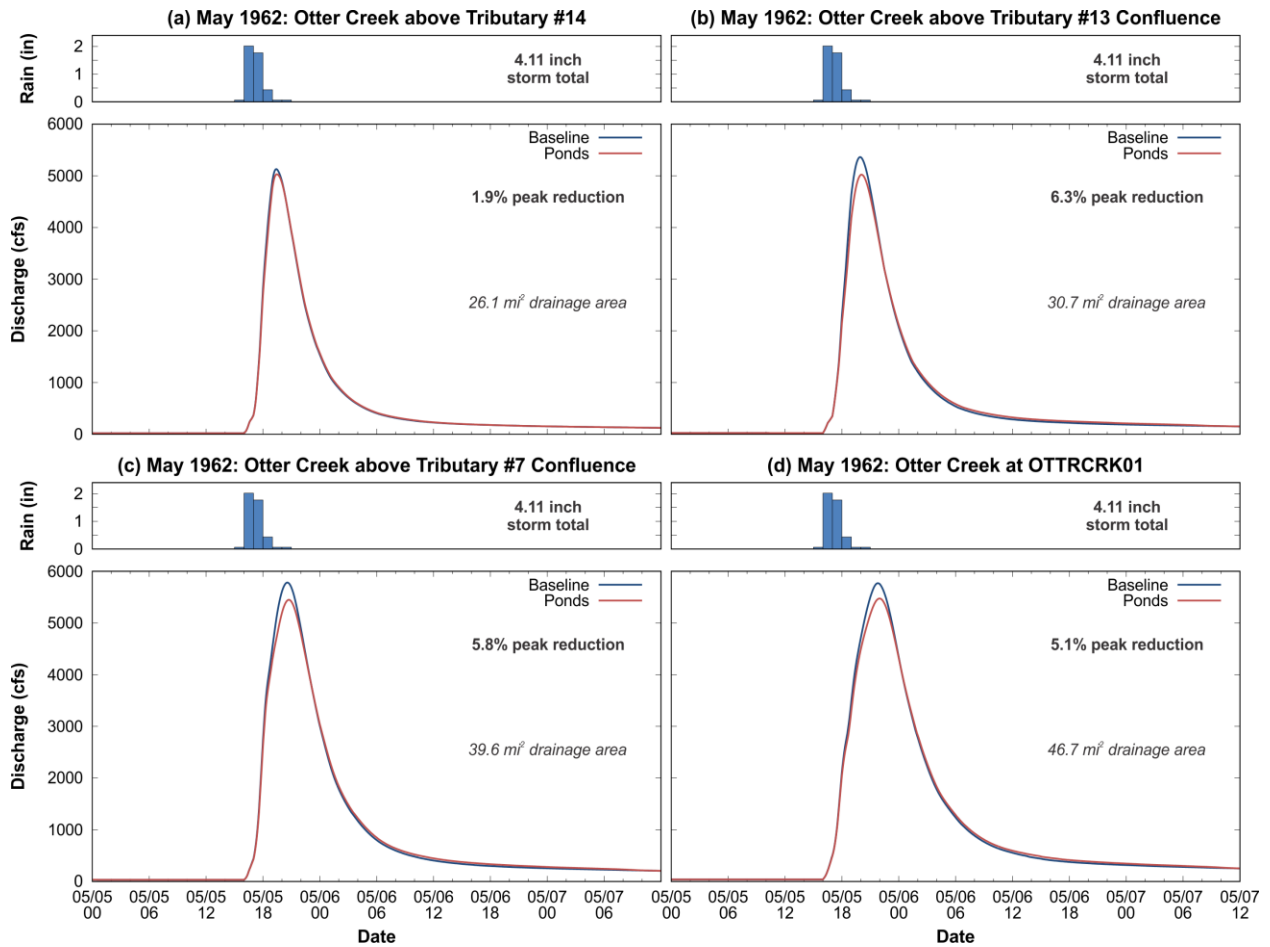 (a) May 1962: Otter Creek above Tributary #14
Rain (in)
2
1
0
4.11 inch
storm total
Discharge (cfs)
6000
5000
4000
3000
2000
1000
0
Baseline
Ponds
1.9% peak reduction
26.1 mi² drainage area
(b) May 1962: Otter Creek above Tributary #13 Confluence
4.11 inch
storm total
Baseline
Ponds
6.3% peak reduction
30.7 mi² drainage area
(c) May 1962: Otter Creek above Tributary #7 Confluence
Rain (in)
2
1
0
4.11 inch
storm total
Discharge (cfs)
6000
5000
4000
3000
2000
1000
0
Baseline
Ponds
5.8% peak reduction
39.6 mi² drainage area
05/05 05/05 05/05 05/05 05/06 05/06 05/06 05/06 05/07 05/07
00 06 12 18 00 06 12 18 00 06
Date
(d) May 1962: Otter Creek at OTTRCRK01
4.11 inch
storm total
Baseline
Ponds
5.1% peak reduction
46.7 mi² drainage area
05/05 05/05 05/05 05/05 05/06 05/06 05/06 05/06 05/07 05/07 05/07
00 06 12 18 00 06 12 18 00 06 12
Date